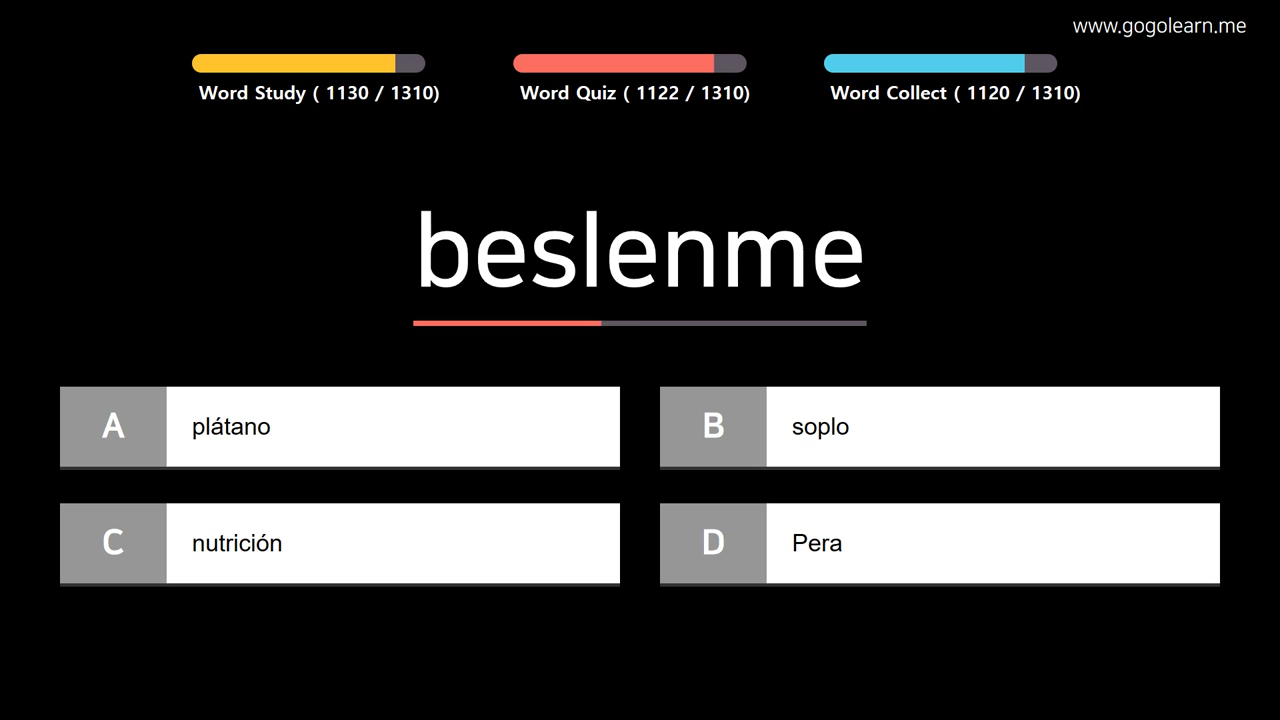 www.gogolearn.me
Word Study ( 1130 / 1310)
Word Quiz ( 1122 / 1310)
Word Collect ( 1120 / 1310)
beslenme
A plátano
B soplo
C nutrición
D Pera